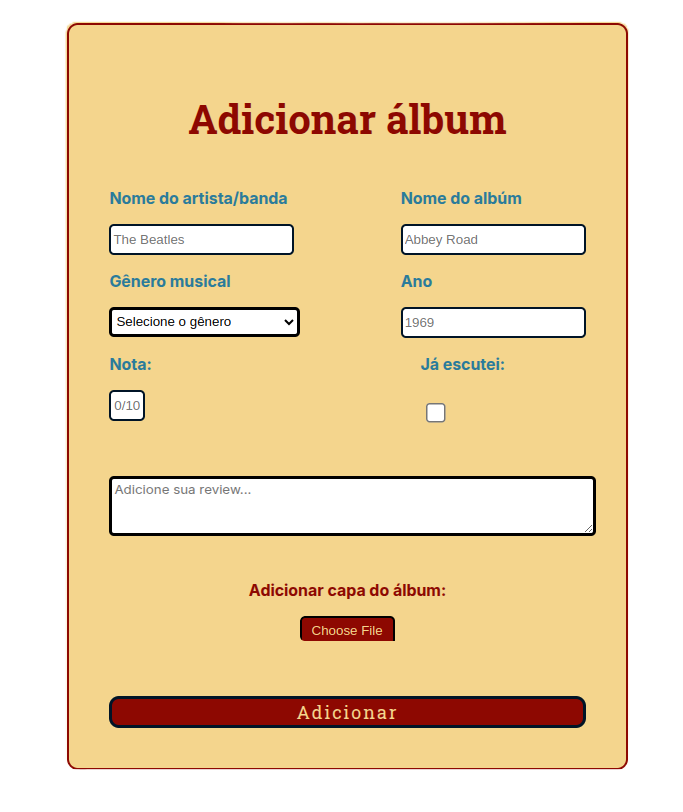 Adicionar álbum
Nome do artista/banda
Nome do albúm
The Beatles
Abbey Road
Gênero musical
Ano
Selecione o gênero
1969
Nota:
Já escutei:
0/10
Adicione sua review...
Adicionar capa do álbum:
Choose File
Adicionar